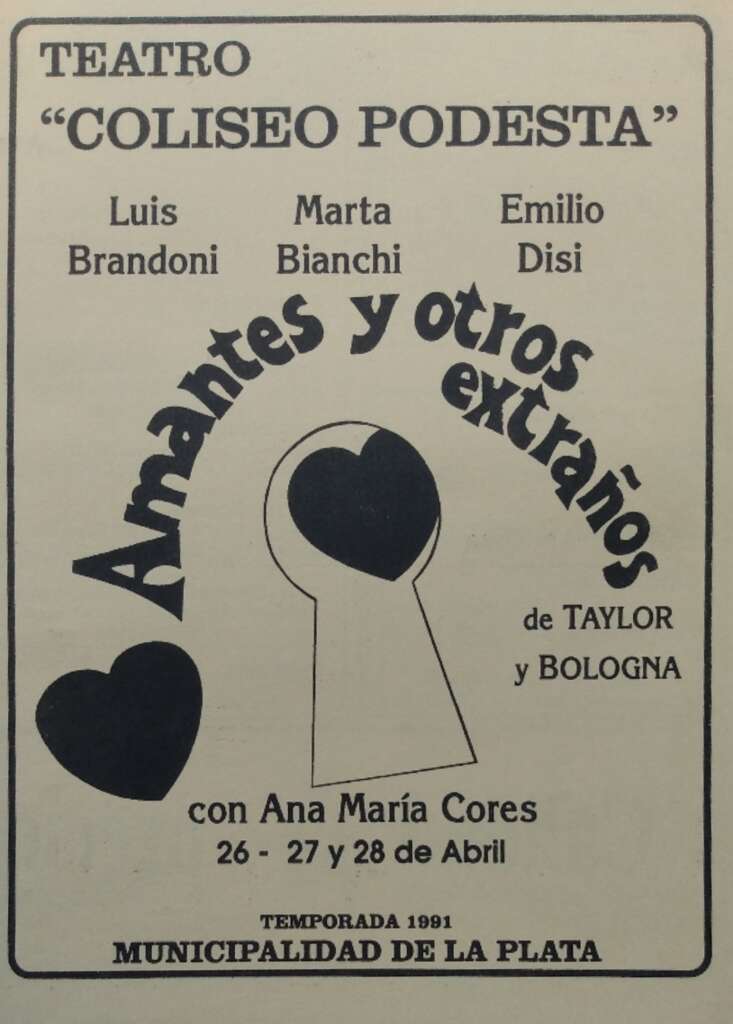 TEATRO
“COLISEO PODESTA”
Luis Brandoni
Marta Bianchi
Emilio Disi
Amantes y otros extraños
de TAYLOR
y BOLOGNA
con Ana María Cores
26 - 27 y 28 de Abril
TEMPORADA 1991
MUNICIPALIDAD DE LA PLATA